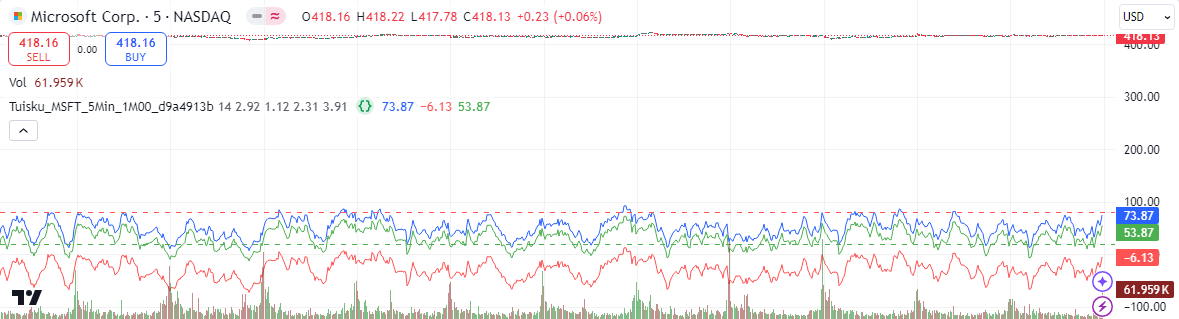 Microsoft Corp. · 5 · NASDAQ O418.16 H418.22 L417.78 C418.13 +0.23 (+0.06%) USD
418.16 SELL 0.00 418.16 BUY
418.13
400.00
Vol 61.959 K
300.00
Tuisku_MSFT_5Min_1M00_d9a4913b 14 2.92 1.12 2.31 3.91 {} 73.87 −6.13 53.87
200.00
100.00
73.87
53.87
−6.13
61.959 K
−100.00